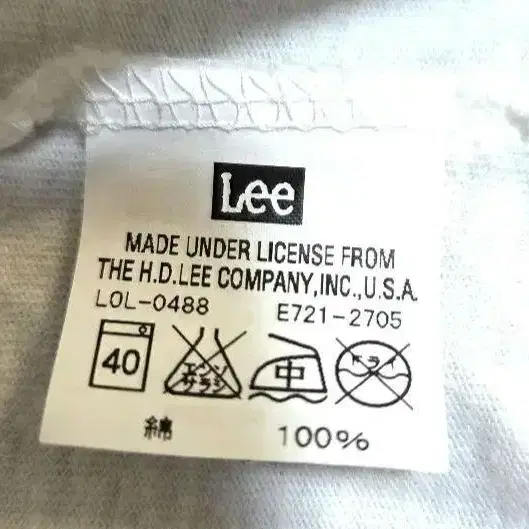 Lee
MADE UNDER LICENSE FROM
THE H.D.LEE COMPANY,INC.,U.S.A.
LOL-0488 E721-2705
40 エンソ サラシ 中 ドライ
綿 100%